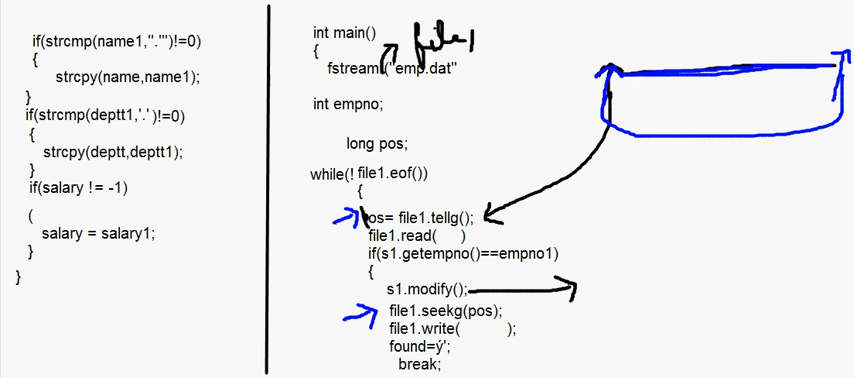 if(strcmp(name1,".'")!=0)
{
strcpy(name,name1);
}
if(strcmp(deptt1,'.')!=0)
{
strcpy(deptt,deptt1);
}
if(salary != -1)
(
salary = salary1;
}
}
int main()
{
file1
fstream ("emp.dat"
int empno;
long pos;
while(! file1.eof())
{
pos= file1.tellg();
file1.read( )
if(s1.getempno()==empno1)
{
s1.modify();
file1.seekg(pos);
file1.write( );
found=ý';
break;